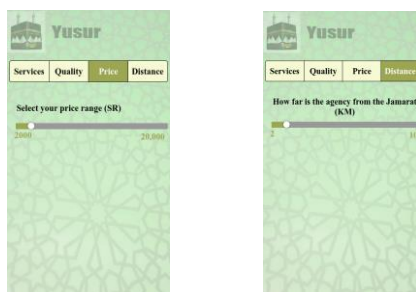 Yusur
Services Quality Price Distance
Select your price range (SR)
2000 20,000
Yusur
Services Quality Price Distance
How far is the agency from the Jamarat
(KM)
2